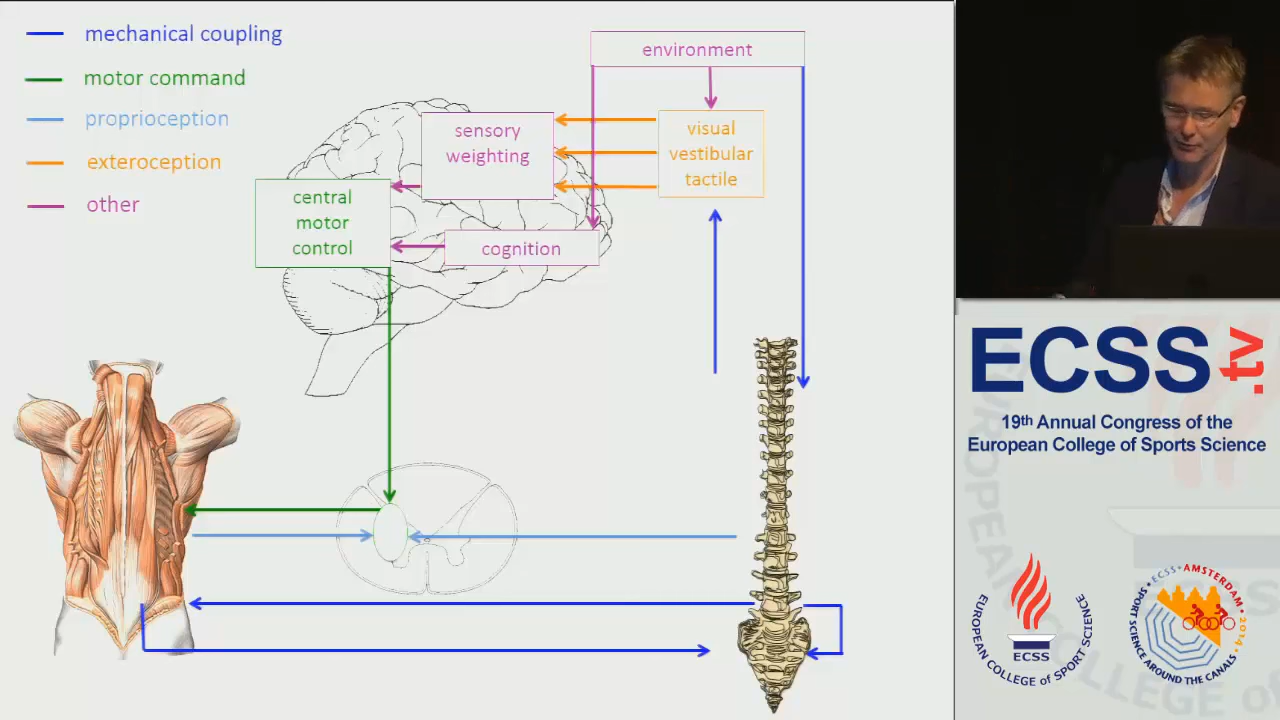 mechanical coupling
motor command
proprioception
exteroception
other
environment
sensory
weighting
visual
vestibular
tactile
central
motor
control
cognition
ECSS.tv
19th Annual Congress of the
European College of Sports Science
EUROPEAN COLLEGE OF SPORT SCIENCE
ECSS
ECSS • AMSTERDAM • 2014
SPORT SCIENCE AROUND THE CANALS